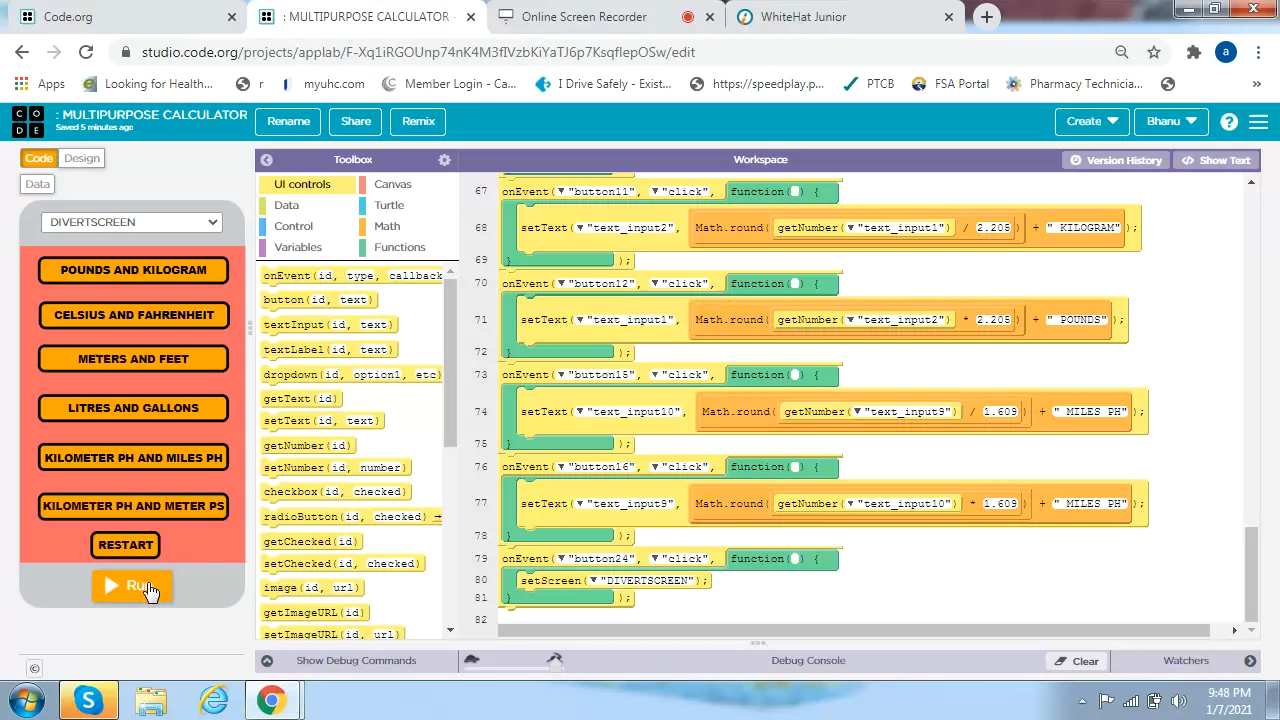 Code.org
: MULTIPURPOSE CALCULATOR -
Online Screen Recorder
WhiteHat Junior
studio.code.org/projects/applab/F-Xq1iRGOUnp74nK4M3fIVzbKiYaTJ6p7KsqflepOSw/edit
a
Apps
Looking for Health...
r
myuhc.com
Member Login - Ca...
I Drive Safely - Exist...
https://speedplay.p...
PTCB
FSA Portal
Pharmacy Technicia...
»
C O
D E
: MULTIPURPOSE CALCULATOR
Saved 5 minutes ago
Rename
Share
Remix
Create
Bhanu
?
Code
Design
Data
Toolbox
Workspace
Version History
</> Show Text
DIVERTSCREEN
POUNDS AND KILOGRAM
CELSIUS AND FAHRENHEIT
METERS AND FEET
LITRES AND GALLONS
KILOMETER PH AND MILES PH
KILOMETER PH AND METER PS
RESTART
Run
©
UI controls
Canvas
Data
Turtle
Control
Math
Variables
Functions
onEvent(id, type, callback
button(id, text)
textInput(id, text)
textLabel(id, text)
dropdown(id, option1, etc)
getText(id)
setText(id, text)
getNumber(id)
setNumber(id, number)
checkbox(id, checked)
radioButton(id, checked)
getChecked(id)
setChecked(id, checked)
image(id, url)
getImageURL(id)
setImageURL(id, url)
67 onEvent( "button11", "click", function( ) {
68 setText( "text_input2", Math.round( getNumber( "text_input1") / 2.205 ) + " KILOGRAM");
69 } );
70 onEvent( "button12", "click", function( ) {
71 setText( "text_input1", Math.round( getNumber( "text_input2") * 2.205 ) + " POUNDS");
72 } );
73 onEvent( "button15", "click", function( ) {
74 setText( "text_input10", Math.round( getNumber( "text_input9") / 1.609 ) + " MILES PH");
75 } );
76 onEvent( "button16", "click", function( ) {
77 setText( "text_input9", Math.round( getNumber( "text_input10") * 1.609 ) + " MILES PH");
78 } );
79 onEvent( "button24", "click", function( ) {
80 setScreen( "DIVERTSCREEN");
81 } );
82
Show Debug Commands
Debug Console
Clear
Watchers
9:48 PM
1/7/2021